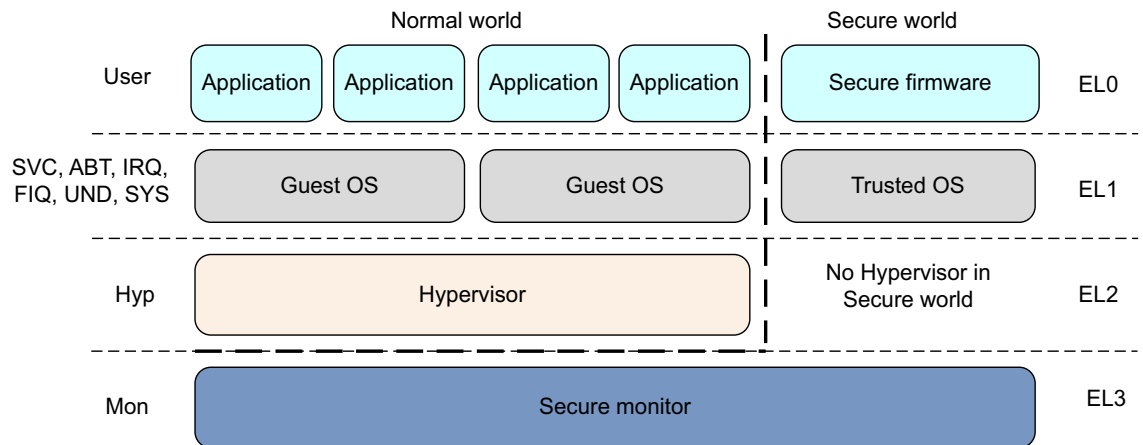 Normal world
Secure world
User
Application
Application
Application
Application
Secure firmware
EL0
SVC, ABT, IRQ,
FIQ, UND, SYS
Guest OS
Guest OS
Trusted OS
EL1
Hyp
Hypervisor
No Hypervisor in
Secure world
EL2
Mon
Secure monitor
EL3